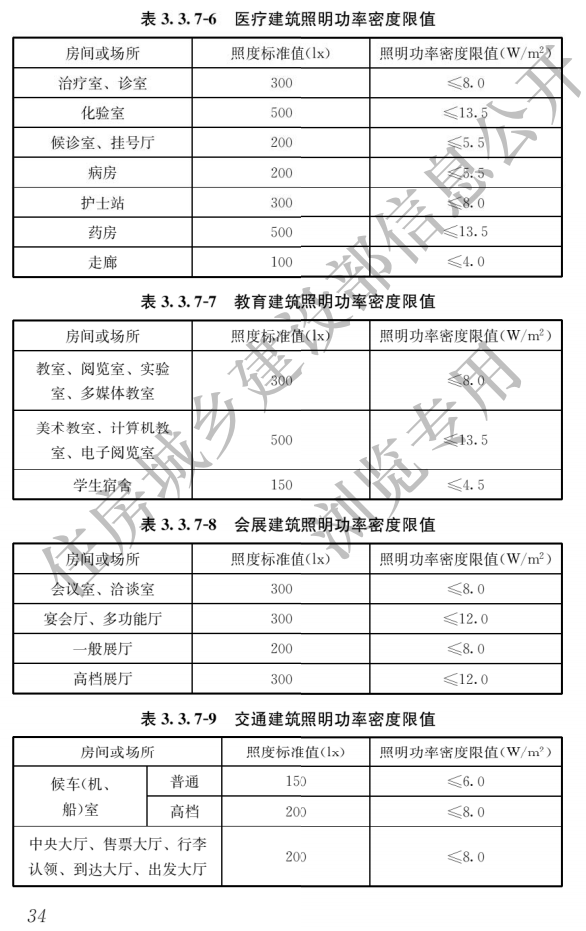 表 3.3.7-6 医疗建筑照明功率密度限值
房间或场所 照度标准值(lx) 照明功率密度限值(W/m²)
治疗室、诊室 300 ≤8.0
化验室 500 ≤13.5
候诊室、挂号厅 200 ≤5.5
病房 200 ≤5.5
护士站 300 ≤8.0
药房 500 ≤13.5
走廊 100 ≤4.0
表 3.3.7-7 教育建筑照明功率密度限值
房间或场所 照度标准值(lx) 照明功率密度限值(W/m²)
教室、阅览室、实验
室、多媒体教室 300 ≤8.0
美术教室、计算机教
室、电子阅览室 500 ≤13.5
学生宿舍 150 ≤4.5
表 3.3.7-8 会展建筑照明功率密度限值
房间或场所 照度标准值(lx) 照明功率密度限值(W/m²)
会议室、洽谈室 300 ≤8.0
宴会厅、多功能厅 300 ≤12.0
一般展厅 200 ≤8.0
高档展厅 300 ≤12.0
表 3.3.7-9 交通建筑照明功率密度限值
房间或场所 照度标准值(lx) 照明功率密度限值(W/m²)
候车(机、
船)室 普通 150 ≤6.0
高档 200 ≤8.0
中央大厅、售票大厅、行李
认领、到达大厅、出发大厅 200 ≤8.0
34
住房城乡建设部信息公开
浏览专用